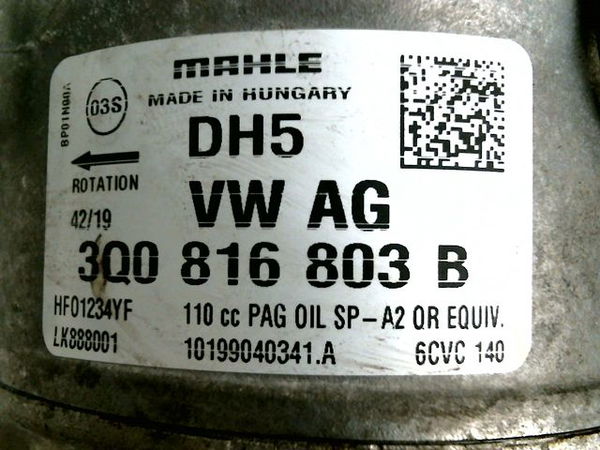 MAHLE
MADE IN HUNGARY
BP01N00A
03S
DH5
ROTATION
VW AG
42/19
3Q0 816 803 B
HFO1234YF
110 cc PAG OIL SP-A2 OR EQUIV.
LK888001
10199040341.A
6CVC 140